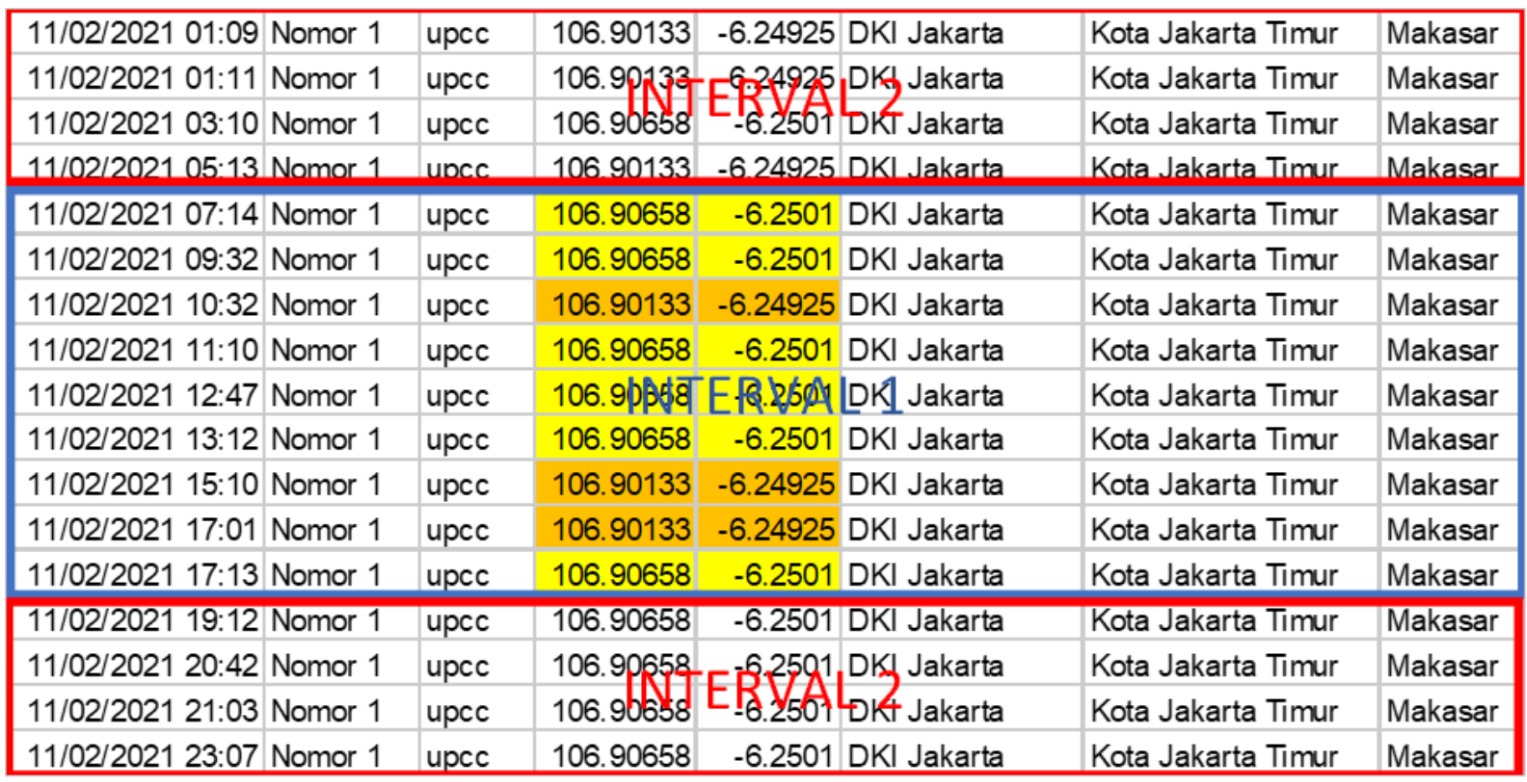 11/02/2021 01:09 Nomor 1 upcc 106.90133 -6.24925 DKI Jakarta Kota Jakarta Timur Makasar
11/02/2021 01:11 Nomor 1 upcc 106.90133 -6.24925 DKI Jakarta Kota Jakarta Timur Makasar
INTERVAL 2
11/02/2021 03:10 Nomor 1 upcc 106.90658 -6.2501 DKI Jakarta Kota Jakarta Timur Makasar
11/02/2021 05:13 Nomor 1 upcc 106.90133 -6.24925 DKI Jakarta Kota Jakarta Timur Makasar
11/02/2021 07:14 Nomor 1 upcc 106.90658 -6.2501 DKI Jakarta Kota Jakarta Timur Makasar
11/02/2021 09:32 Nomor 1 upcc 106.90658 -6.2501 DKI Jakarta Kota Jakarta Timur Makasar
11/02/2021 10:32 Nomor 1 upcc 106.90133 -6.24925 DKI Jakarta Kota Jakarta Timur Makasar
11/02/2021 11:10 Nomor 1 upcc 106.90658 -6.2501 DKI Jakarta Kota Jakarta Timur Makasar
11/02/2021 12:47 Nomor 1 upcc 106.90658 -6.2501 DKI Jakarta Kota Jakarta Timur Makasar
INTERVAL 1
11/02/2021 13:12 Nomor 1 upcc 106.90658 -6.2501 DKI Jakarta Kota Jakarta Timur Makasar
11/02/2021 15:10 Nomor 1 upcc 106.90133 -6.24925 DKI Jakarta Kota Jakarta Timur Makasar
11/02/2021 17:01 Nomor 1 upcc 106.90133 -6.24925 DKI Jakarta Kota Jakarta Timur Makasar
11/02/2021 17:13 Nomor 1 upcc 106.90658 -6.2501 DKI Jakarta Kota Jakarta Timur Makasar
11/02/2021 19:12 Nomor 1 upcc 106.90658 -6.2501 DKI Jakarta Kota Jakarta Timur Makasar
11/02/2021 20:42 Nomor 1 upcc 106.90658 -6.2501 DKI Jakarta Kota Jakarta Timur Makasar
INTERVAL 2
11/02/2021 21:03 Nomor 1 upcc 106.90658 -6.2501 DKI Jakarta Kota Jakarta Timur Makasar
11/02/2021 23:07 Nomor 1 upcc 106.90658 -6.2501 DKI Jakarta Kota Jakarta Timur Makasar